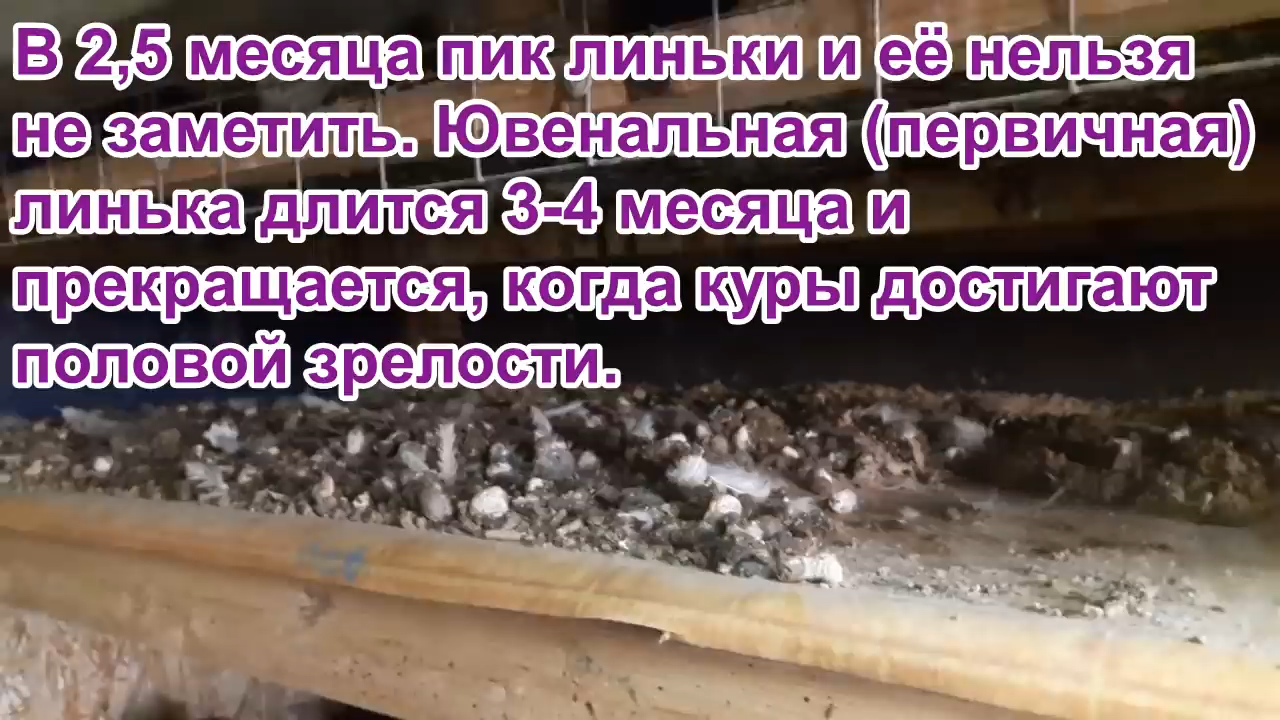 В 2,5 месяца пик линьки и её нельзя
не заметить. Ювенальная (первичная)
линька длится 3-4 месяца и
прекращается, когда куры достигают
половой зрелости.